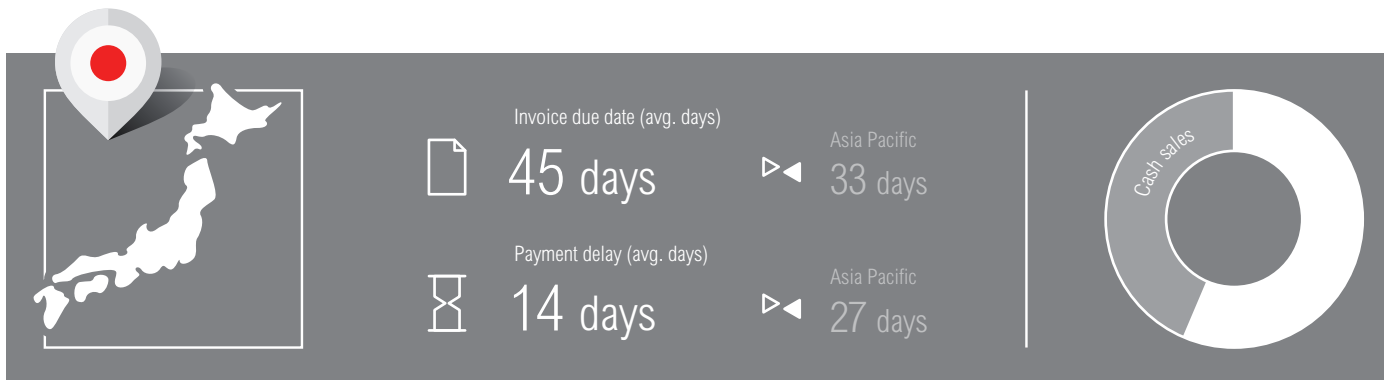 Invoice due date (avg. days)
45 days
Asia Pacific
33 days
Payment delay (avg. days)
14 days
Asia Pacific
27 days
Cash sales